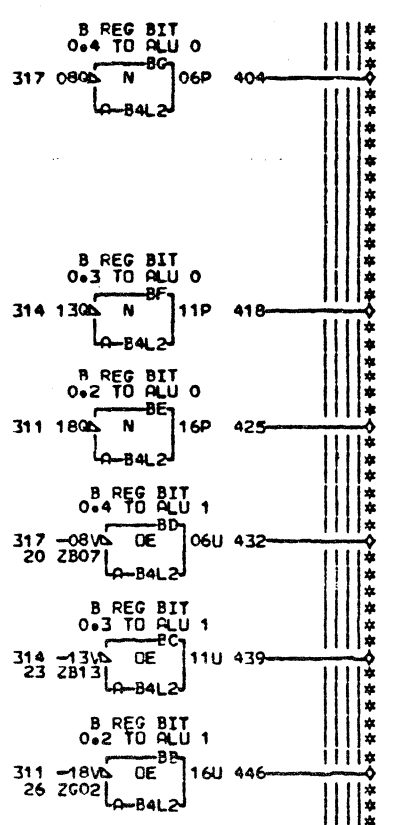 B REG BIT
0.4 TO ALU 0
BG
317 08Q N 06P 404
A B4L2
B REG BIT
0.3 TO ALU 0
BF
314 13Q N 11P 418
A B4L2
B REG BIT
0.2 TO ALU 0
BE
311 18Q N 16P 425
A B4L2
B REG BIT
0.4 TO ALU 1
BD
317 08V OE 06U 432
20 ZB07
A B4L2
B REG BIT
0.3 TO ALU 1
BC
314 13V OE 11U 439
23 ZB13
A B4L2
B REG BIT
0.2 TO ALU 1
BB
311 18V OE 16U 446
26 ZG02
A B4L2